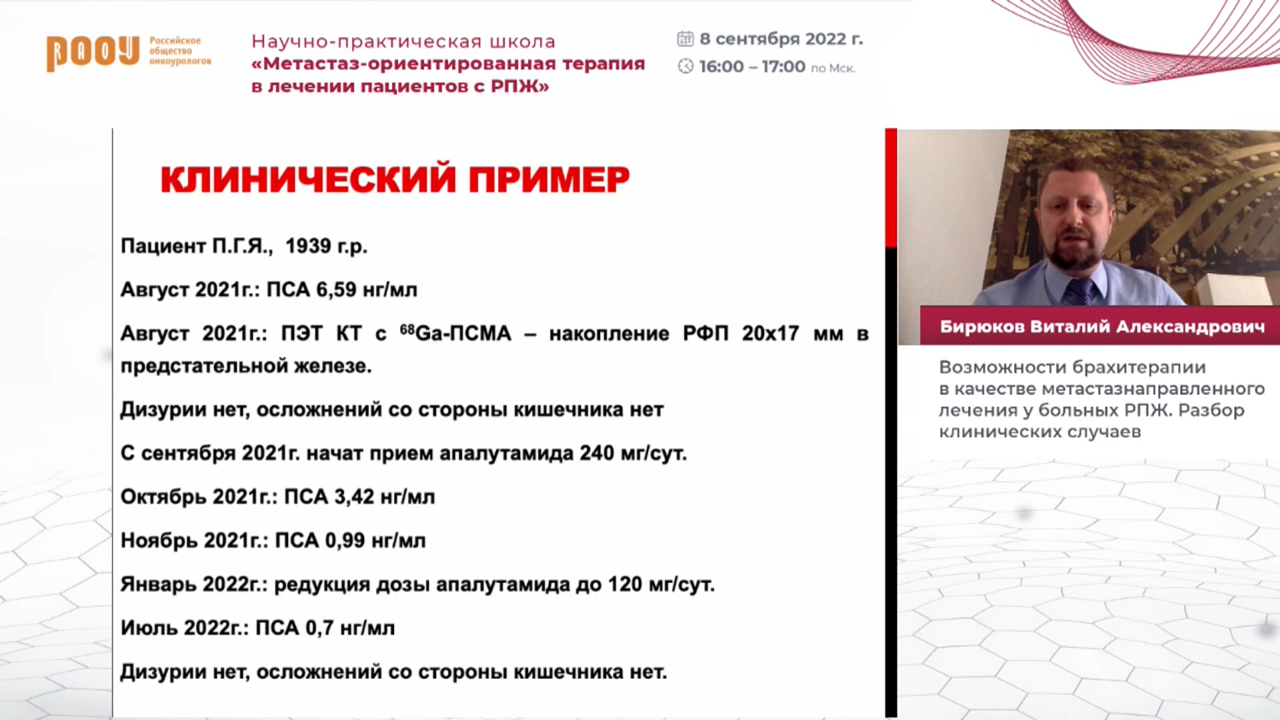 RAOU
Российское
общество
онкоурологов
Научно-практическая школа
«Метастаз-ориентированная терапия
в лечении пациентов с РПЖ»
8 сентября 2022 г.
16:00 – 17:00 по Мск.
КЛИНИЧЕСКИЙ ПРИМЕР
Пациент П.Г.Я., 1939 г.р.
Август 2021г.: ПСА 6,59 нг/мл
Август 2021г.: ПЭТ КТ с ⁶⁸Ga-ПСМА – накопление РФП 20х17 мм в
предстательной железе.
Дизурии нет, осложнений со стороны кишечника нет
С сентября 2021г. начат прием апалутамида 240 мг/сут.
Октябрь 2021г.: ПСА 3,42 нг/мл
Ноябрь 2021г.: ПСА 0,99 нг/мл
Январь 2022г.: редукция дозы апалутамида до 120 мг/сут.
Июль 2022г.: ПСА 0,7 нг/мл
Дизурии нет, осложнений со стороны кишечника нет.
Бирюков Виталий Александрович
Возможности брахитерапии
в качестве метастазнаправленного
лечения у больных РПЖ. Разбор
клинических случаев